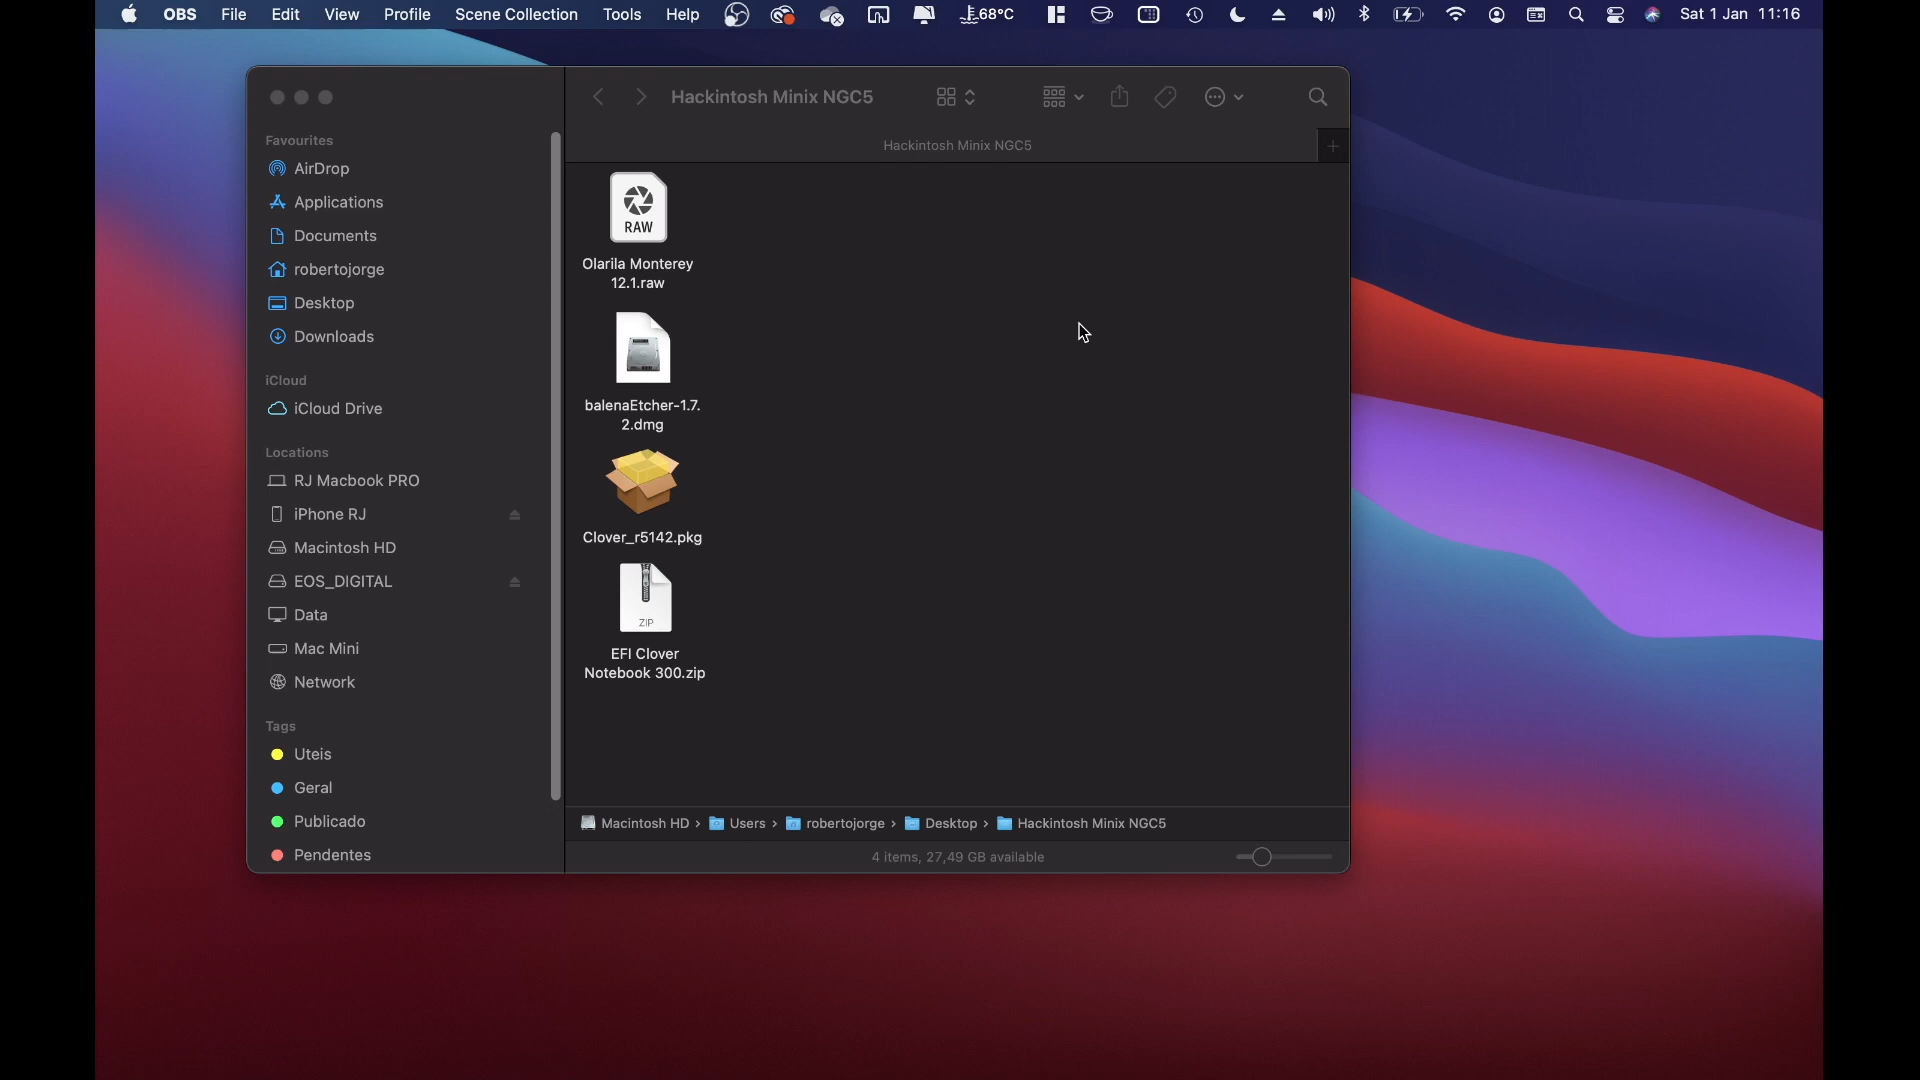 OBS File Edit View Profile Scene Collection Tools Help 68°C Sat 1 Jan 11:16
Hackintosh Minix NGC5
Hackintosh Minix NGC5
Favourites
AirDrop
Applications
Documents
robertojorge
Desktop
Downloads
iCloud
iCloud Drive
Locations
RJ Macbook PRO
iPhone RJ
Macintosh HD
EOS_DIGITAL
Data
Mac Mini
Network
Tags
Uteis
Geral
Publicado
Pendentes
RAW
Olarila Monterey
12.1.raw
balenaEtcher-1.7.
2.dmg
Clover_r5142.pkg
ZIP
EFI Clover
Notebook 300.zip
Macintosh HD › Users › robertojorge › Desktop › Hackintosh Minix NGC5
4 items, 27,49 GB available